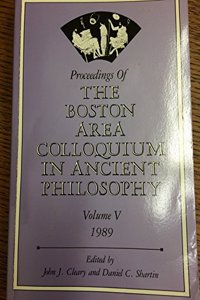 Proceedings Of
THE
BOSTON
AREA
COLLOQUIUM
IN ANCIENT
PHILOSOPHY
Volume V
1989
Edited by
John J. Cleary and Daniel C. Shartin